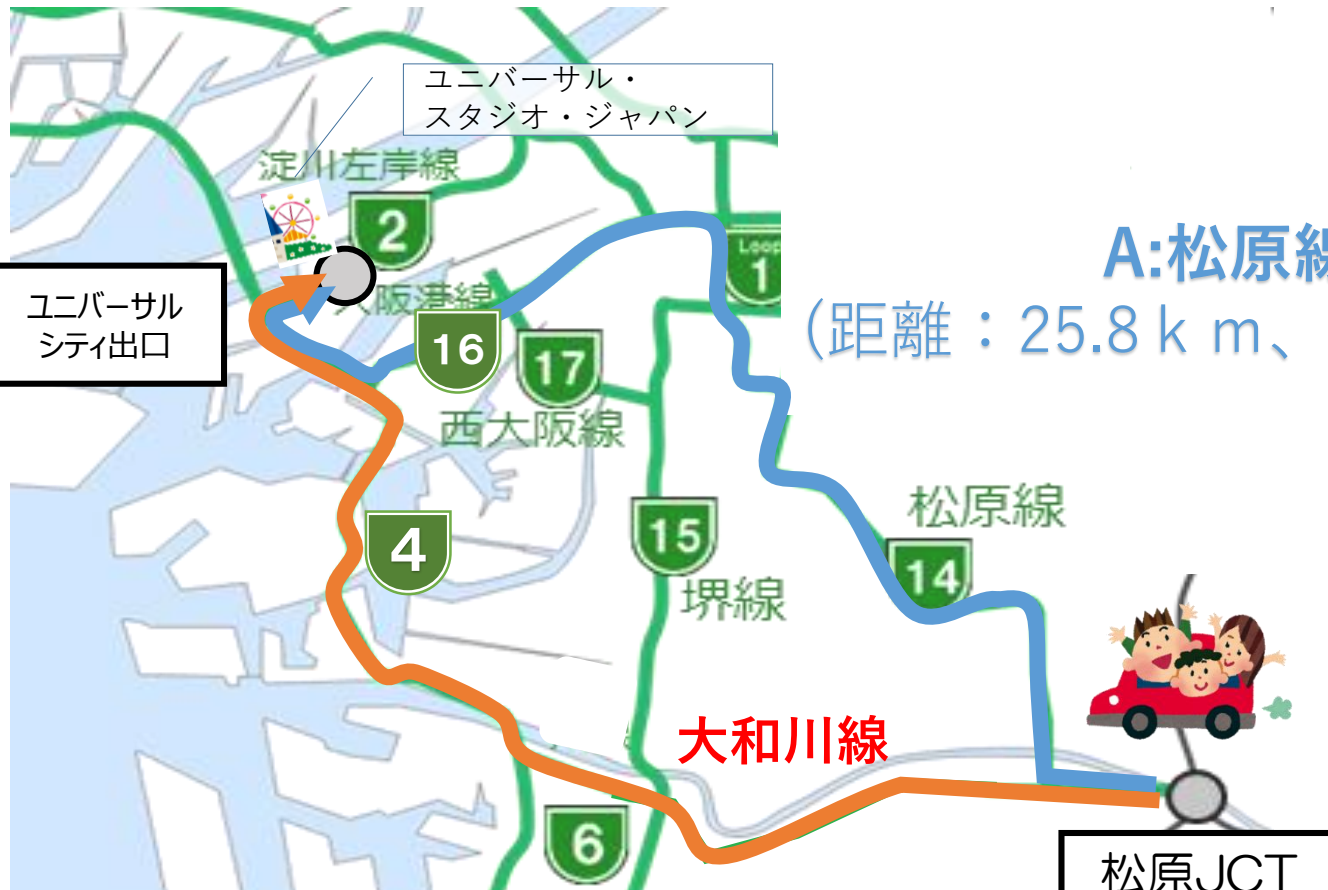 ユニバーサル・
スタジオ・ジャパン
淀川左岸線
2
Loop
1
A:松原線
(距離：25.8ｋｍ、
ユニバーサル
シティ出口
大阪港線
16
17
西大阪線
松原線
4
15
14
堺線
大和川線
6
松原JCT